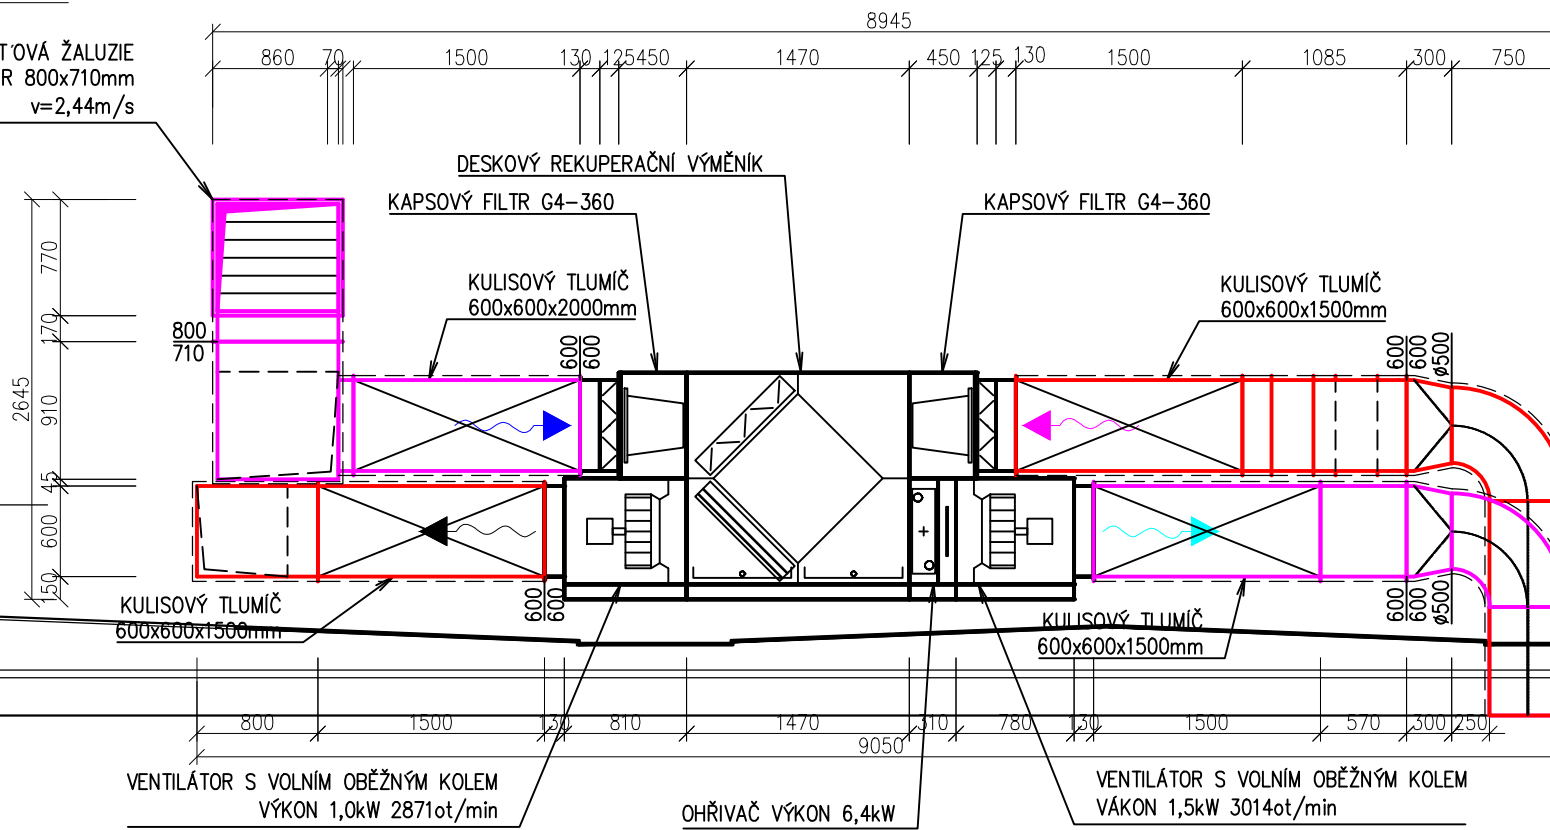 8945
860 70 1500 130 125 450 1470 450 125 130 1500 1085 300 750
ŤOVÁ ŽALUZIE
R 800x710mm
v=2,44m/s
DESKOVÝ REKUPERAČNÍ VÝMĚNÍK
KAPSOVÝ FILTR G4-360
KAPSOVÝ FILTR G4-360
KULISOVÝ TLUMÍČ
600x600x2000mm
KULISOVÝ TLUMÍČ
600x600x1500mm
2645
770
170
910
45
600
150
800
710
600
600
600
600
ø500
600
600
600
600
ø500
KULISOVÝ TLUMÍČ
600x600x1500mm
KULISOVÝ TLUMÍČ
600x600x1500mm
800 1500 130 810 1470 310 780 130 1500 570 300 250
9050
VENTILÁTOR S VOLNÍM OBĚŽNÝM KOLEM
VÝKON 1,0kW 2871ot/min
OHŘIVAČ VÝKON 6,4kW
VENTILÁTOR S VOLNÍM OBĚŽNÝM KOLEM
VÁKON 1,5kW 3014ot/min